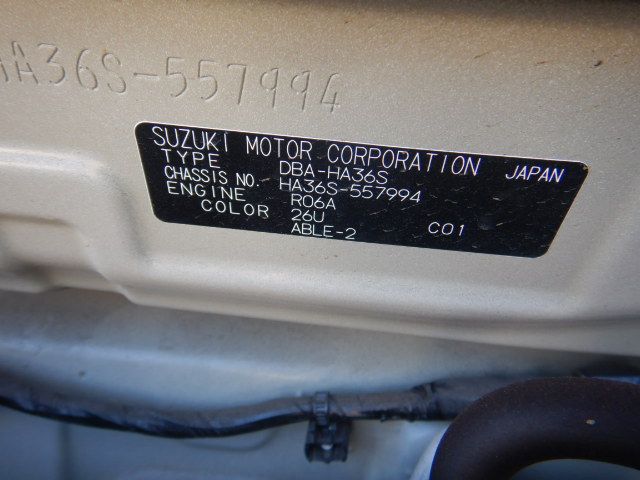 HA36S-557994
SUZUKI MOTOR CORPORATION JAPAN
TYPE DBA-HA36S
CHASSIS NO. HA36S-557994
ENGINE R06A
COLOR 26U
ABLE-2 C01